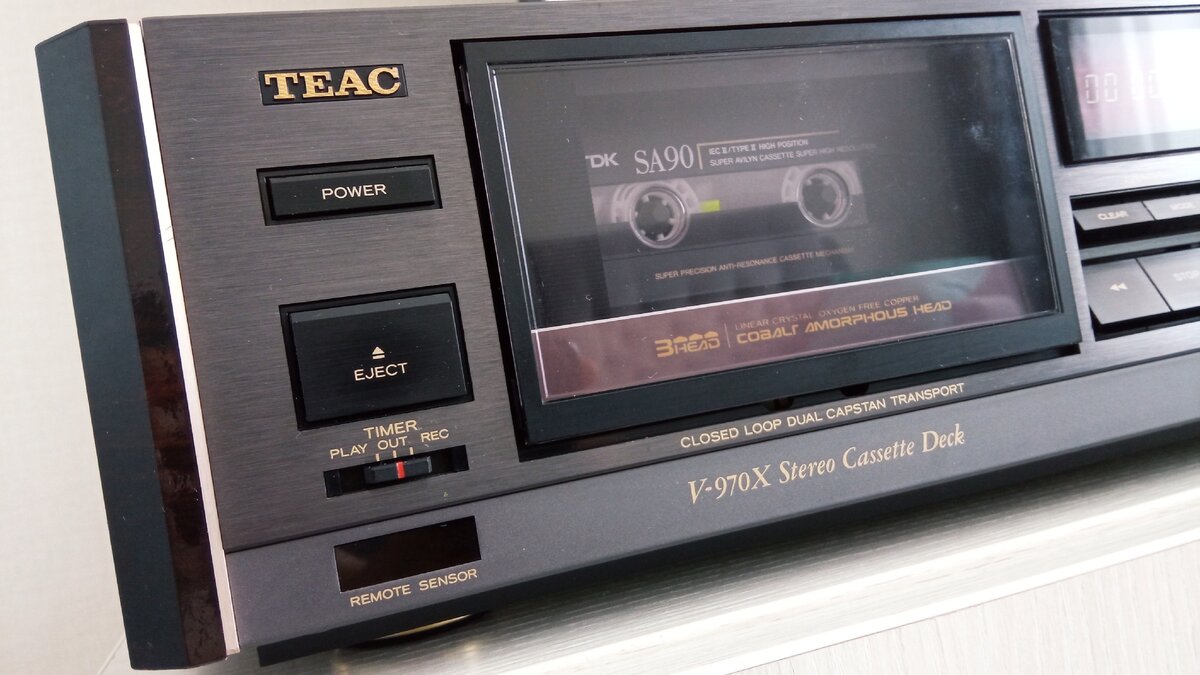 TEAC
POWER
EJECT
TIMER
PLAY OUT REC
REMOTE SENSOR
TDK SA90
IEC II/TYPE II HIGH POSITION
SUPER AVILYN CASSETTE SUPER HIGH RESOLUTION
SUPER PRECISION ANTI-RESONANCE CASSETTE MECHANISM
3HEAD
LINEAR CRYSTAL OXYGEN FREE COPPER
COBALT AMORPHOUS HEAD
CLOSED LOOP DUAL CAPSTAN TRANSPORT
V-970X Stereo Cassette Deck
CLEAR